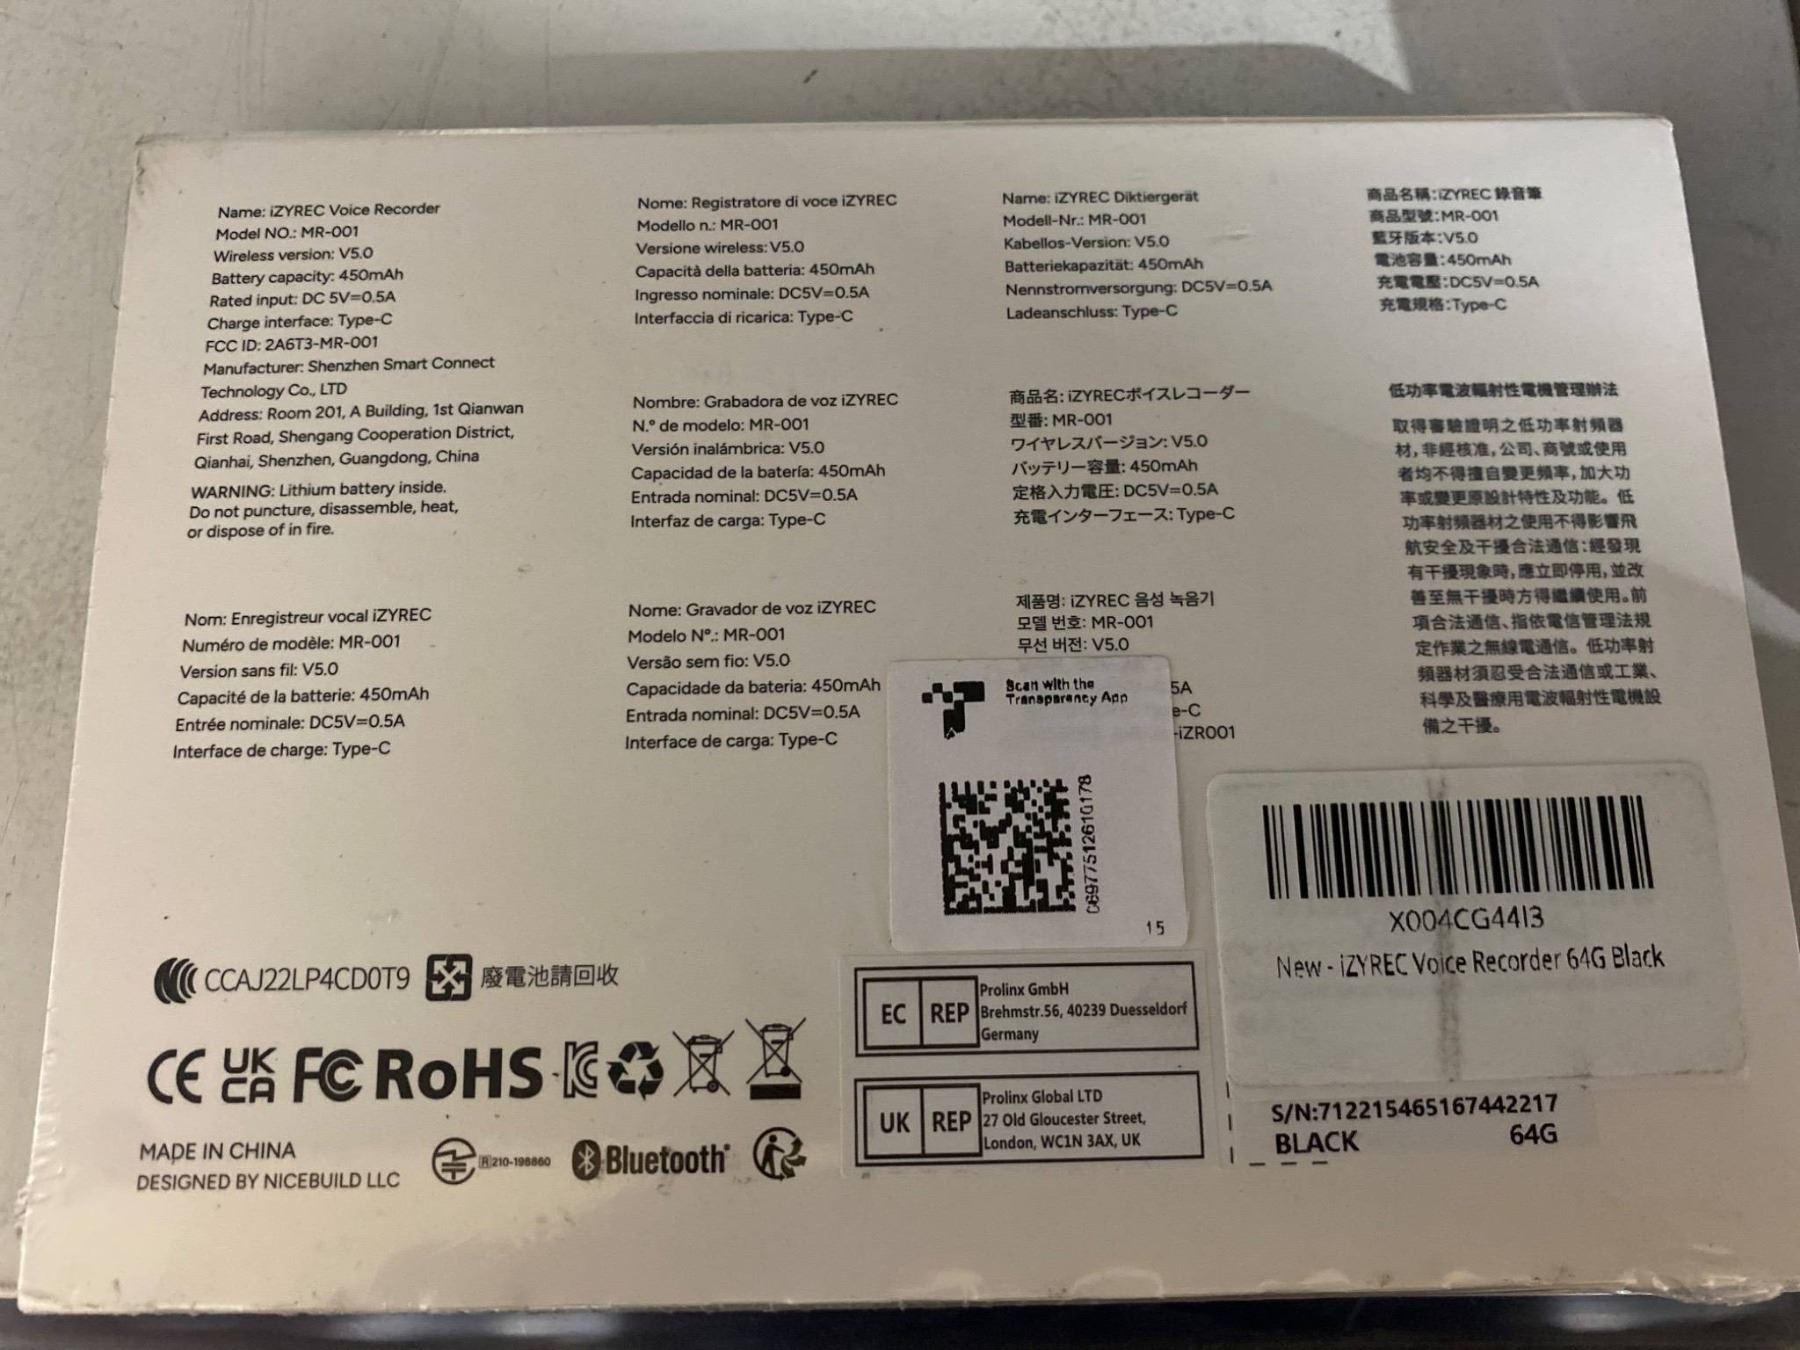 Name: iZYREC Voice Recorder
Model NO.: MR-001
Wireless version: V5.0
Battery capacity: 450mAh
Rated input: DC 5V=0.5A
Charge interface: Type-C
FCC ID: 2A6T3-MR-001
Manufacturer: Shenzhen Smart Connect
Technology Co., LTD
Address: Room 201, A Building, 1st Qianwan
First Road, Shengang Cooperation District,
Qianhai, Shenzhen, Guangdong, China
WARNING: Lithium battery inside.
Do not puncture, disassemble, heat,
or dispose of in fire.
Nome: Registratore di voce iZYREC
Modello n.: MR-001
Versione wireless: V5.0
Capacità della batteria: 450mAh
Ingresso nominale: DC5V=0.5A
Interfaccia di ricarica: Type-C
Name: iZYREC Diktiergerät
Modell-Nr.: MR-001
Kabellos-Version: V5.0
Batteriekapazität: 450mAh
Nennstromversorgung: DC5V=0.5A
Ladeanschluss: Type-C
商品名稱:iZYREC 錄音筆
商品型號:MR-001
藍牙版本:V5.0
電池容量:450mAh
充電電壓:DC5V=0.5A
充電規格:Type-C
Nombre: Grabadora de voz iZYREC
N.° de modelo: MR-001
Versión inalámbrica: V5.0
Capacidad de la batería: 450mAh
Entrada nominal: DC5V=0.5A
Interfaz de carga: Type-C
商品名: iZYRECボイスレコーダー
型番: MR-001
ワイヤレスバージョン: V5.0
バッテリー容量: 450mAh
定格入力電圧: DC5V=0.5A
充電インターフェース: Type-C
低功率電波輻射性電機管理辦法
取得審驗證明之低功率射頻器
材,非經核准,公司、商號或使用
者均不得擅自變更頻率,加大功
率或變更原設計特性及功能。低
功率射頻器材之使用不得影響飛
航安全及干擾合法通信;經發現
有干擾現象時,應立即停用,並改
善至無干擾時方得繼續使用。前
項合法通信、指依電信管理法規
定作業之無線電通信。低功率射
頻器材須忍受合法通信或工業、
科學及醫療用電波輻射性電機設
備之干擾。
Nom: Enregistreur vocal iZYREC
Numéro de modèle: MR-001
Version sans fil: V5.0
Capacité de la batterie: 450mAh
Entrée nominale: DC5V=0.5A
Interface de charge: Type-C
Nome: Gravador de voz iZYREC
Modelo N°.: MR-001
Versão sem fio: V5.0
Capacidade da bateria: 450mAh
Entrada nominal: DC5V=0.5A
Interface de carga: Type-C
제품명: iZYREC 음성 녹음기
모델 번호: MR-001
무선 버전: V5.0
5A
e-C
-iZR001
Scan with the
Transparency App
06977512610178
15
X004CG44I3
New - iZYREC Voice Recorder 64G Black
S/N:712215465167442217
BLACK 64G
CCAJ22LP4CD0T9 廢電池請回收
CE UK CA FC RoHS
MADE IN CHINA
DESIGNED BY NICEBUILD LLC
R 210-198860
Bluetooth
EC REP
Prolinx GmbH
Brehmstr.56, 40239 Duesseldorf
Germany
UK REP
Prolinx Global LTD
27 Old Gloucester Street,
London, WC1N 3AX, UK